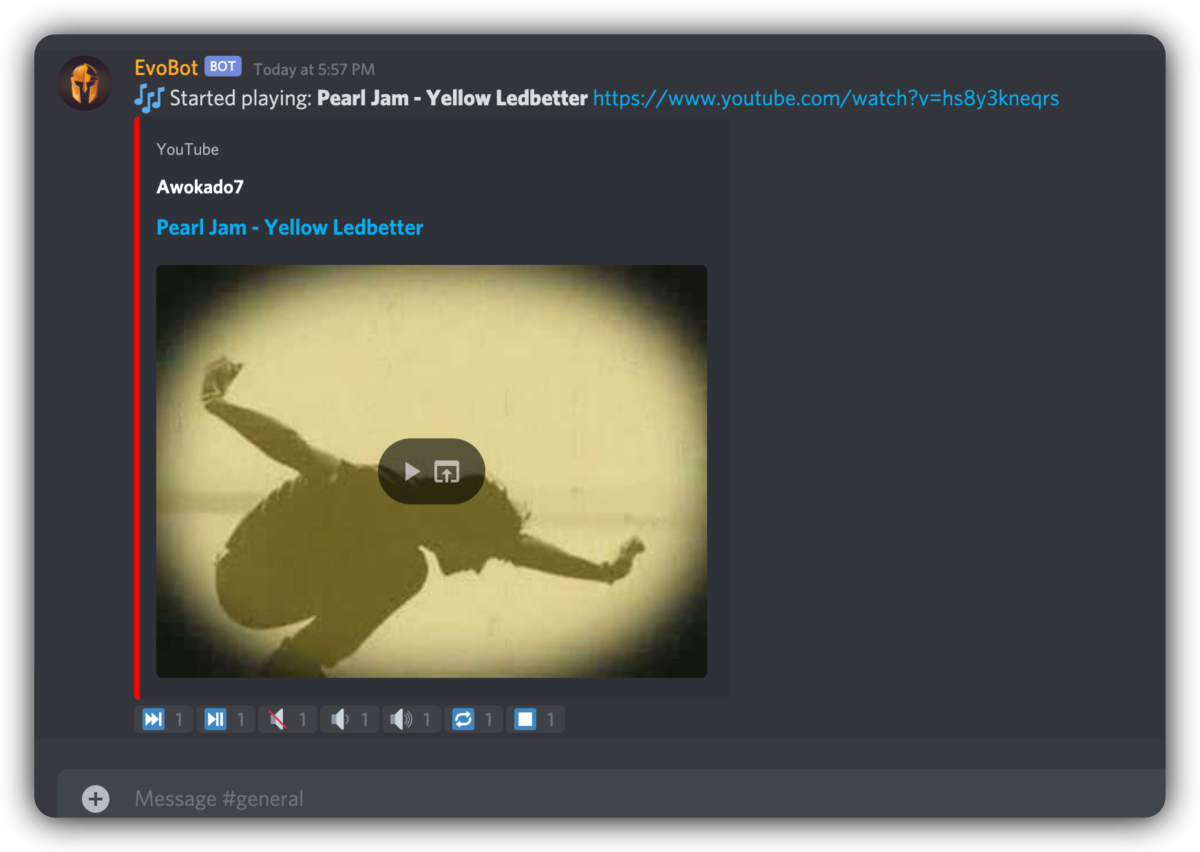 EvoBot BOT Today at 5:57 PM
Started playing: Pearl Jam - Yellow Ledbetter https://www.youtube.com/watch?v=hs8y3kneqrs
YouTube
Awokado7
Pearl Jam - Yellow Ledbetter
1 1 1 1 1 1 1
Message #general